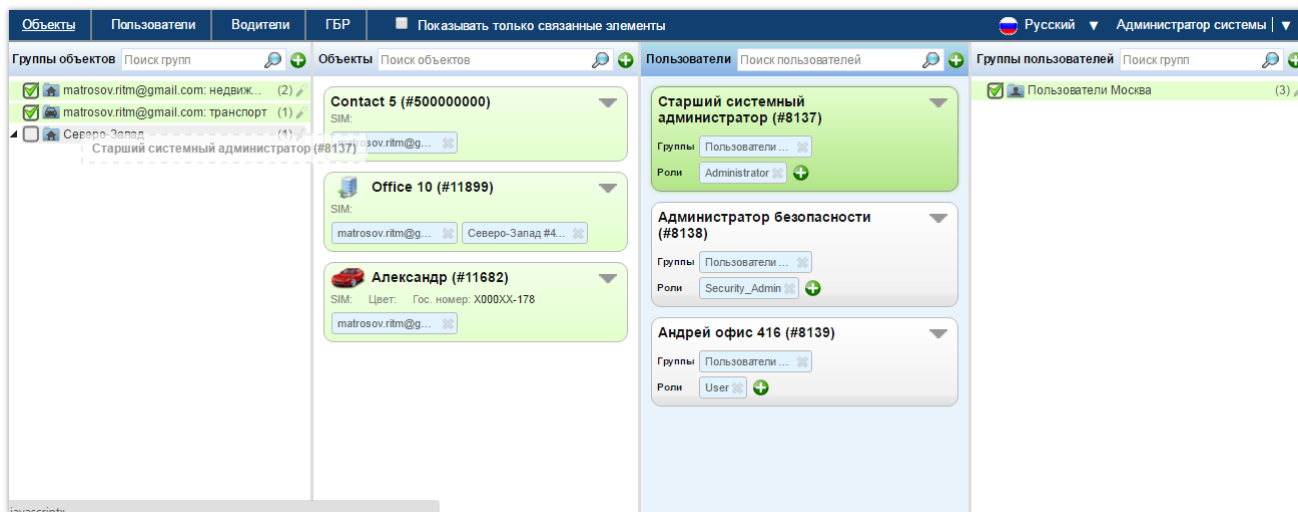 Объекты Пользователи Водители ГБР Показывать только связанные элементы Русский Администратор системы
Группы объектов Поиск групп
matrosov.ritm@gmail.com: недвиж... (2)
matrosov.ritm@gmail.com: транспорт (1)
Северо-Запад (1)
Старший системный администратор (#8137)
Объекты Поиск объектов
Contact 5 (#500000000)
SIM:
matrosov.ritm@g...
Office 10 (#11899)
SIM:
matrosov.ritm@g... Северо-Запад #4...
Александр (#11682)
SIM: Цвет: Гос. номер: X000XX-178
matrosov.ritm@g...
Пользователи Поиск пользователей
Старший системный
администратор (#8137)
Группы Пользователи ...
Роли Administrator
Администратор безопасности
(#8138)
Группы Пользователи ...
Роли Security_Admin
Андрей офис 416 (#8139)
Группы Пользователи ...
Роли User
Группы пользователей Поиск групп
Пользователи Москва (3)